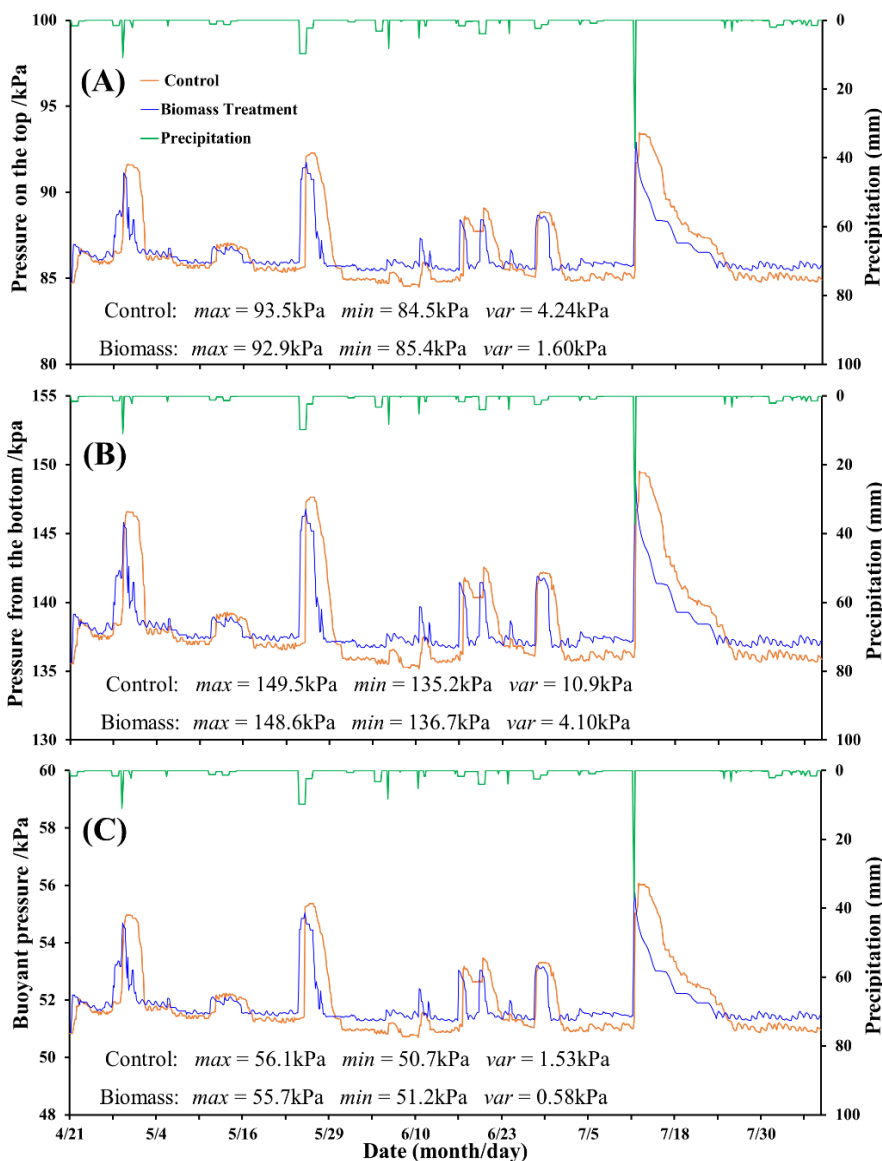 Pressure on the top /kPa
100
95
90
85
80
(A)
Control
Biomass Treatment
Precipitation
Control: max = 93.5kPa min = 84.5kPa var = 4.24kPa
Biomass: max = 92.9kPa min = 85.4kPa var = 1.60kPa
0
20
40
60
80
100
Precipitation (mm)
Pressure from the bottom /kpa
155
150
145
140
135
130
(B)
Control: max = 149.5kPa min = 135.2kPa var = 10.9kPa
Biomass: max = 148.6kPa min = 136.7kPa var = 4.10kPa
0
20
40
60
80
100
Precipitation (mm)
Buoyant pressure /kPa
60
58
56
54
52
50
48
(C)
Control: max = 56.1kPa min = 50.7kPa var = 1.53kPa
Biomass: max = 55.7kPa min = 51.2kPa var = 0.58kPa
0
20
40
60
80
100
Precipitation (mm)
4/21 5/4 5/16 5/29 6/10 6/23 7/5 7/18 7/30
Date (month/day)